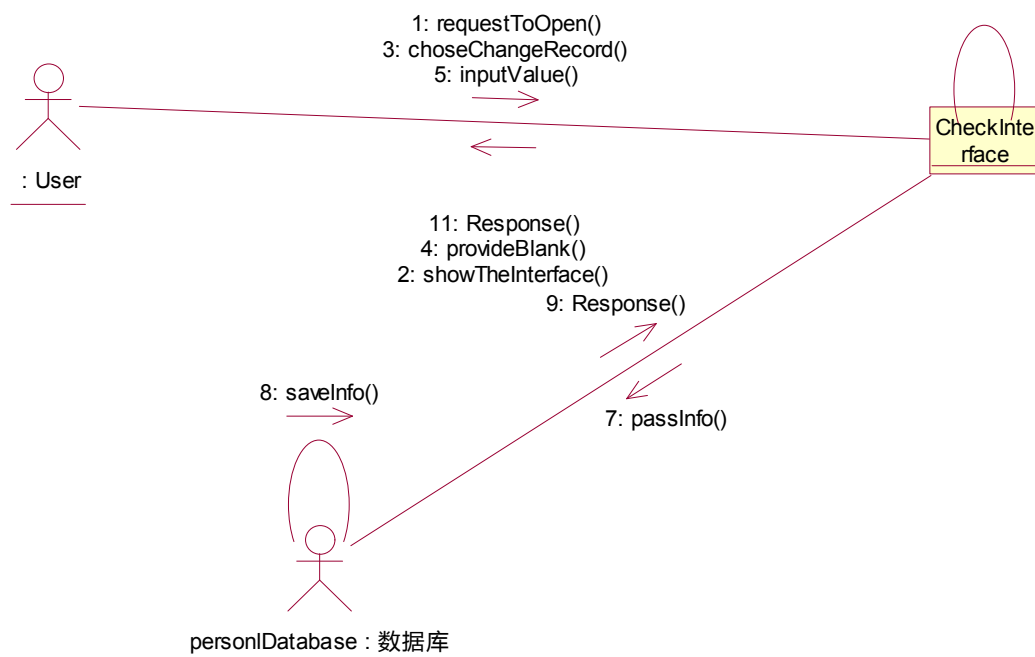 1: requestToOpen()
3: choseChangeRecord()
5: inputValue()
CheckInte
rface
: User
11: Response()
4: provideBlank()
2: showTheInterface()
9: Response()
8: saveInfo()
7: passInfo()
personlDatabase : 数据库